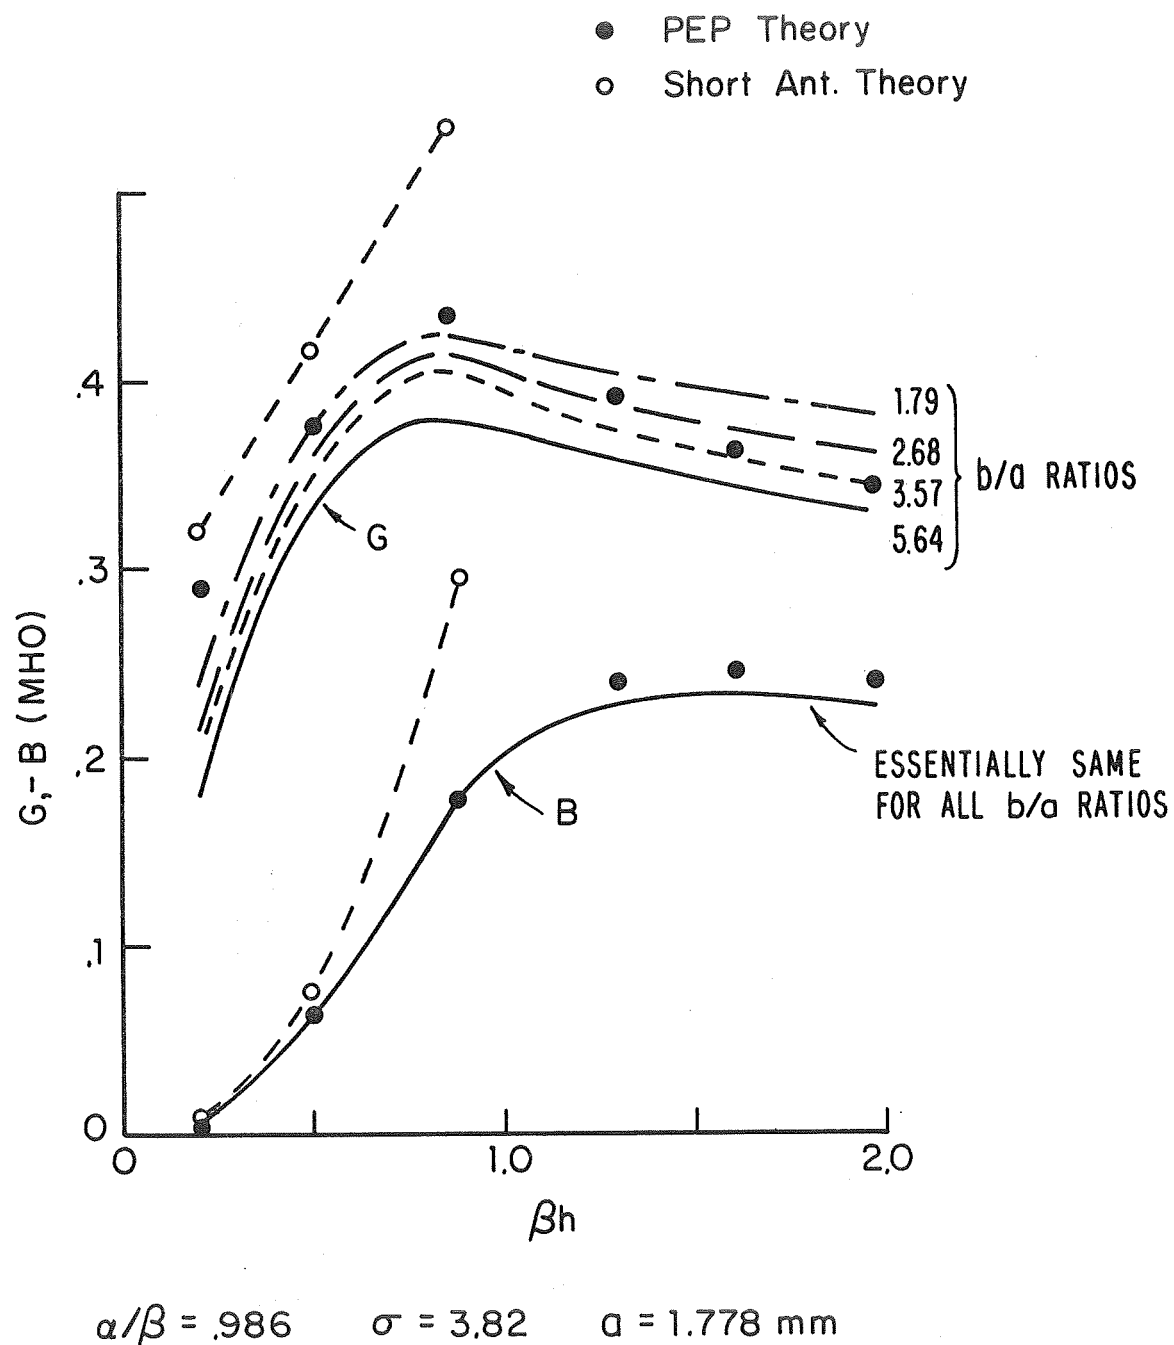 PEP Theory
Short Ant. Theory
.4
.3
.2
.1
0
G,-B (MHO)
1.79
2.68
3.57
5.64
b/a RATIOS
G
B
ESSENTIALLY SAME
FOR ALL b/a RATIOS
0
1.0
2.0
βh
α/β = .986 σ = 3.82 a = 1.778 mm